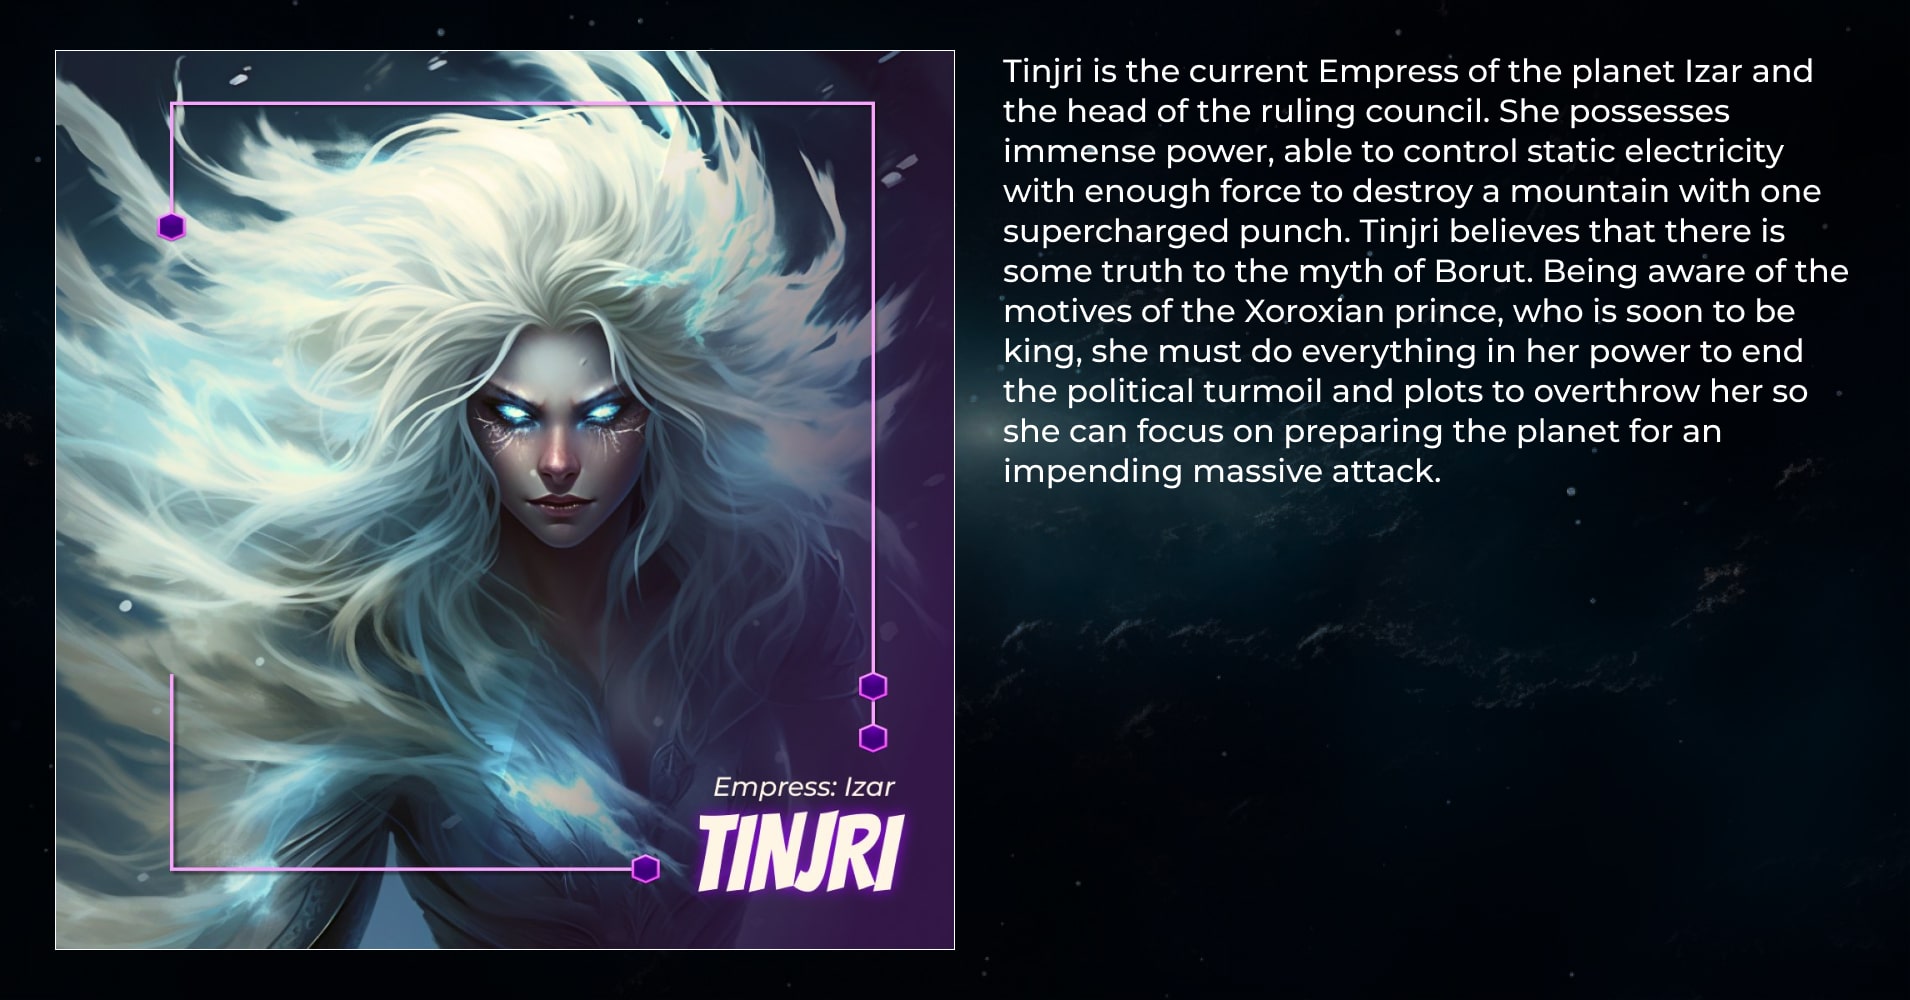 Tinjri is the current Empress of the planet Izar and
the head of the ruling council. She possesses
immense power, able to control static electricity
with enough force to destroy a mountain with one
supercharged punch. Tinjri believes that there is
some truth to the myth of Borut. Being aware of the
motives of the Xoroxian prince, who is soon to be
king, she must do everything in her power to end
the political turmoil and plots to overthrow her so
she can focus on preparing the planet for an
impending massive attack.
Empress: Izar
TINJRI